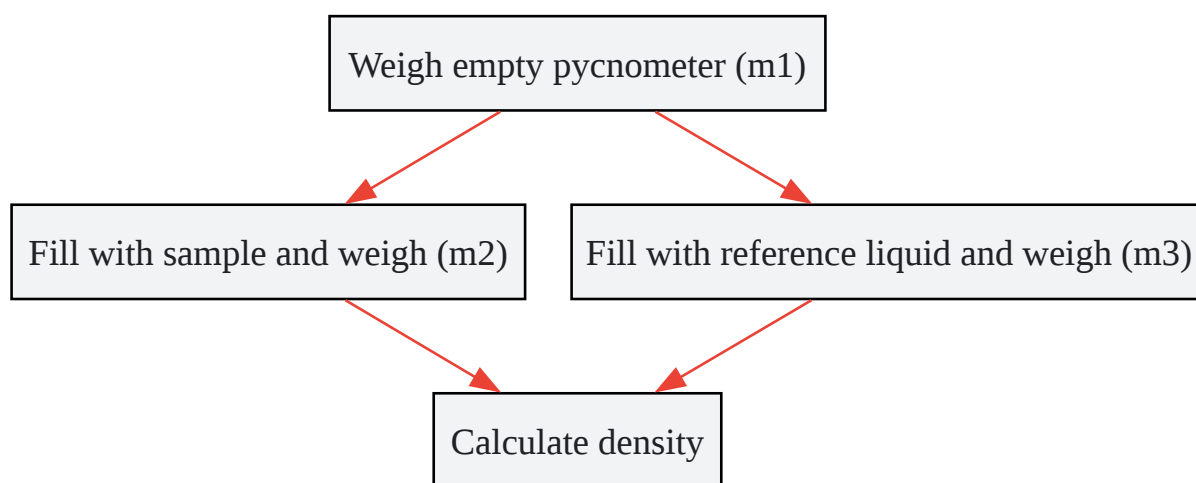 Weigh empty pycnometer (m1)
Fill with sample and weigh (m2)
Fill with reference liquid and weigh (m3)
Calculate density